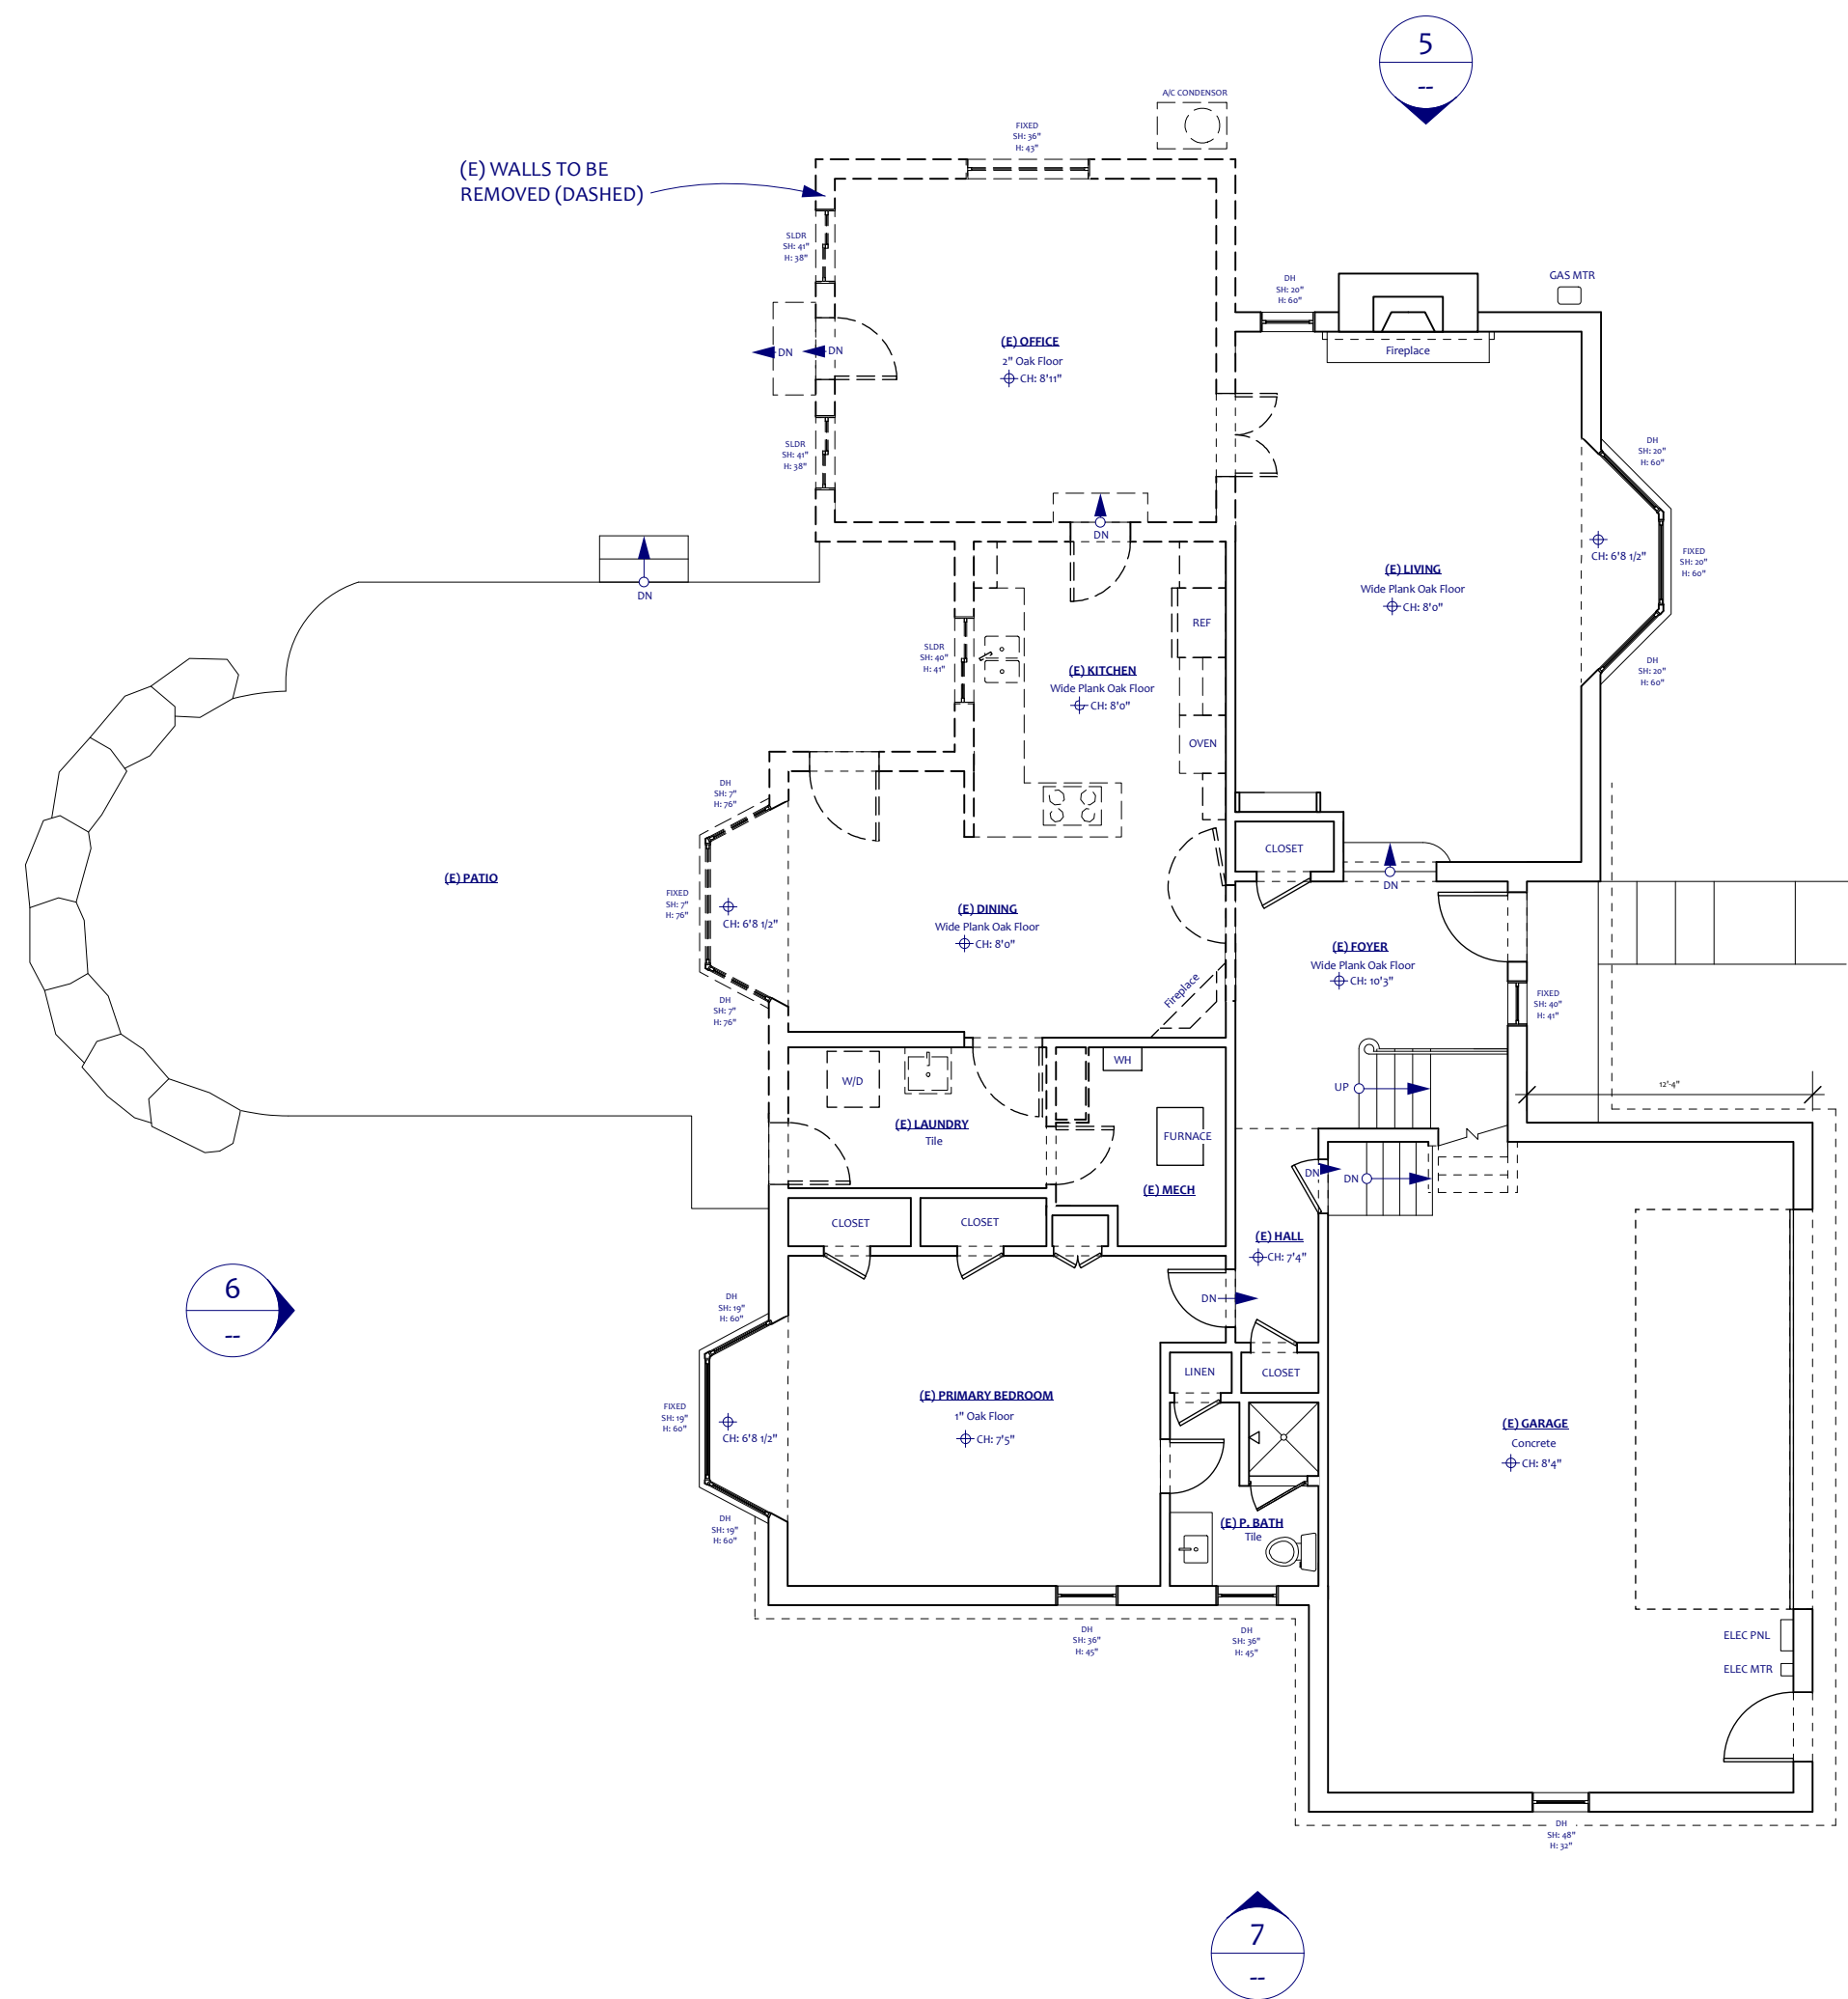 5
--
A/C CONDENSOR
FIXED
SH: 36"
H: 43"
(E) WALLS TO BE
REMOVED (DASHED)
SLDR
SH: 41"
H: 38"
DN
DN
(E) OFFICE
2" Oak Floor
CH: 8'11"
SLDR
SH: 41"
H: 38"
DN
DH
SH: 20"
H: 60"
GAS MTR
Fireplace
DH
SH: 20"
H: 60"
CH: 6'8 1/2"
FIXED
SH: 20"
H: 60"
DH
SH: 20"
H: 60"
(E) LIVING
Wide Plank Oak Floor
CH: 8'0"
DN
SLDR
SH: 40"
H: 41"
REF
(E) KITCHEN
Wide Plank Oak Floor
CH: 8'0"
OVEN
DH
SH: 7"
H: 76"
(E) PATIO
FIXED
SH: 7"
H: 76"
CH: 6'8 1/2"
DH
SH: 7"
H: 76"
(E) DINING
Wide Plank Oak Floor
CH: 8'0"
Fireplace
CLOSET
DN
(E) FOYER
Wide Plank Oak Floor
CH: 10'3"
FIXED
SH: 40"
H: 41"
UP
12'-4"
W/D
WH
(E) LAUNDRY
Tile
FURNACE
(E) MECH
DN
DN
CLOSET
CLOSET
(E) HALL
CH: 7'4"
DN
6
--
DH
SH: 19"
H: 60"
FIXED
SH: 19"
H: 60"
CH: 6'8 1/2"
DH
SH: 19"
H: 60"
(E) PRIMARY BEDROOM
1" Oak Floor
CH: 7'5"
LINEN
CLOSET
(E) P. BATH
Tile
(E) GARAGE
Concrete
CH: 8'4"
DH
SH: 36"
H: 45"
DH
SH: 36"
H: 45"
ELEC PNL
ELEC MTR
DH
SH: 48"
H: 32"
7
--